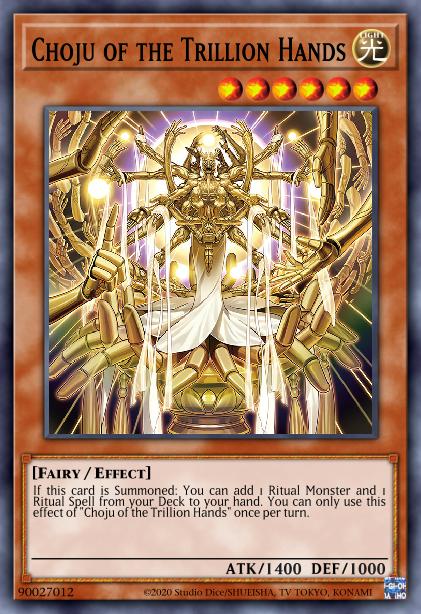 Choju of the Trillion Hands
LIGHT
光
[Fairy / Effect]
If this card is Summoned: You can add 1 Ritual Monster and 1
Ritual Spell from your Deck to your hand. You can only use this
effect of "Choju of the Trillion Hands" once per turn.
ATK/1400 DEF/1000
90027012
©2020 Studio Dice/SHUEISHA, TV TOKYO, KONAMI